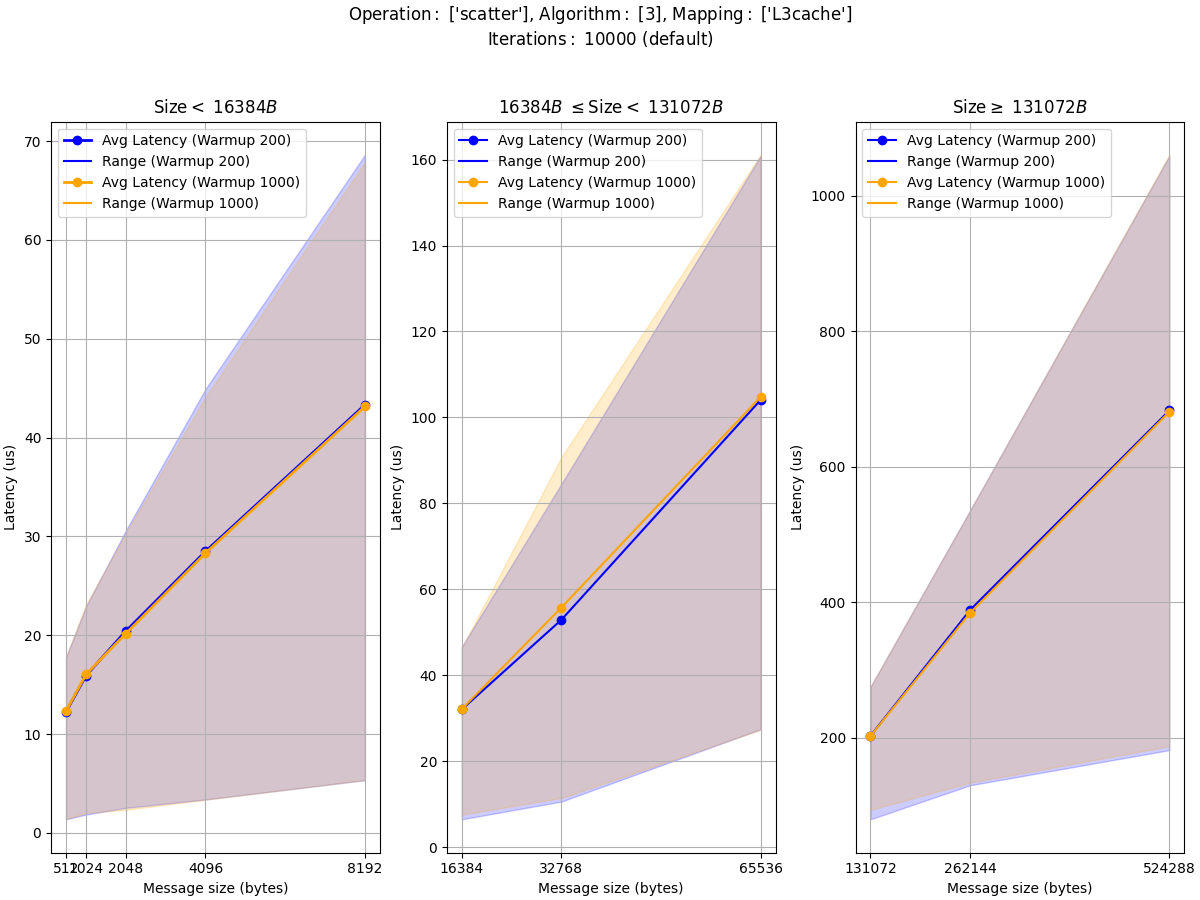 Operation : ['scatter'], Algorithm : [3], Mapping : ['L3cache']
Iterations : 10000 (default)
Size < 16384B
16384B ≤ Size < 131072B
Size ≥ 131072B
Avg Latency (Warmup 200)
Range (Warmup 200)
Avg Latency (Warmup 1000)
Range (Warmup 1000)
70
60
50
40
30
20
10
0
Latency (us)
512
1024
2048
4096
8192
Message size (bytes)
Avg Latency (Warmup 200)
Range (Warmup 200)
Avg Latency (Warmup 1000)
Range (Warmup 1000)
160
140
120
100
80
60
40
20
0
Latency (us)
16384
32768
65536
Message size (bytes)
Avg Latency (Warmup 200)
Range (Warmup 200)
Avg Latency (Warmup 1000)
Range (Warmup 1000)
1000
800
600
400
200
Latency (us)
131072
262144
524288
Message size (bytes)